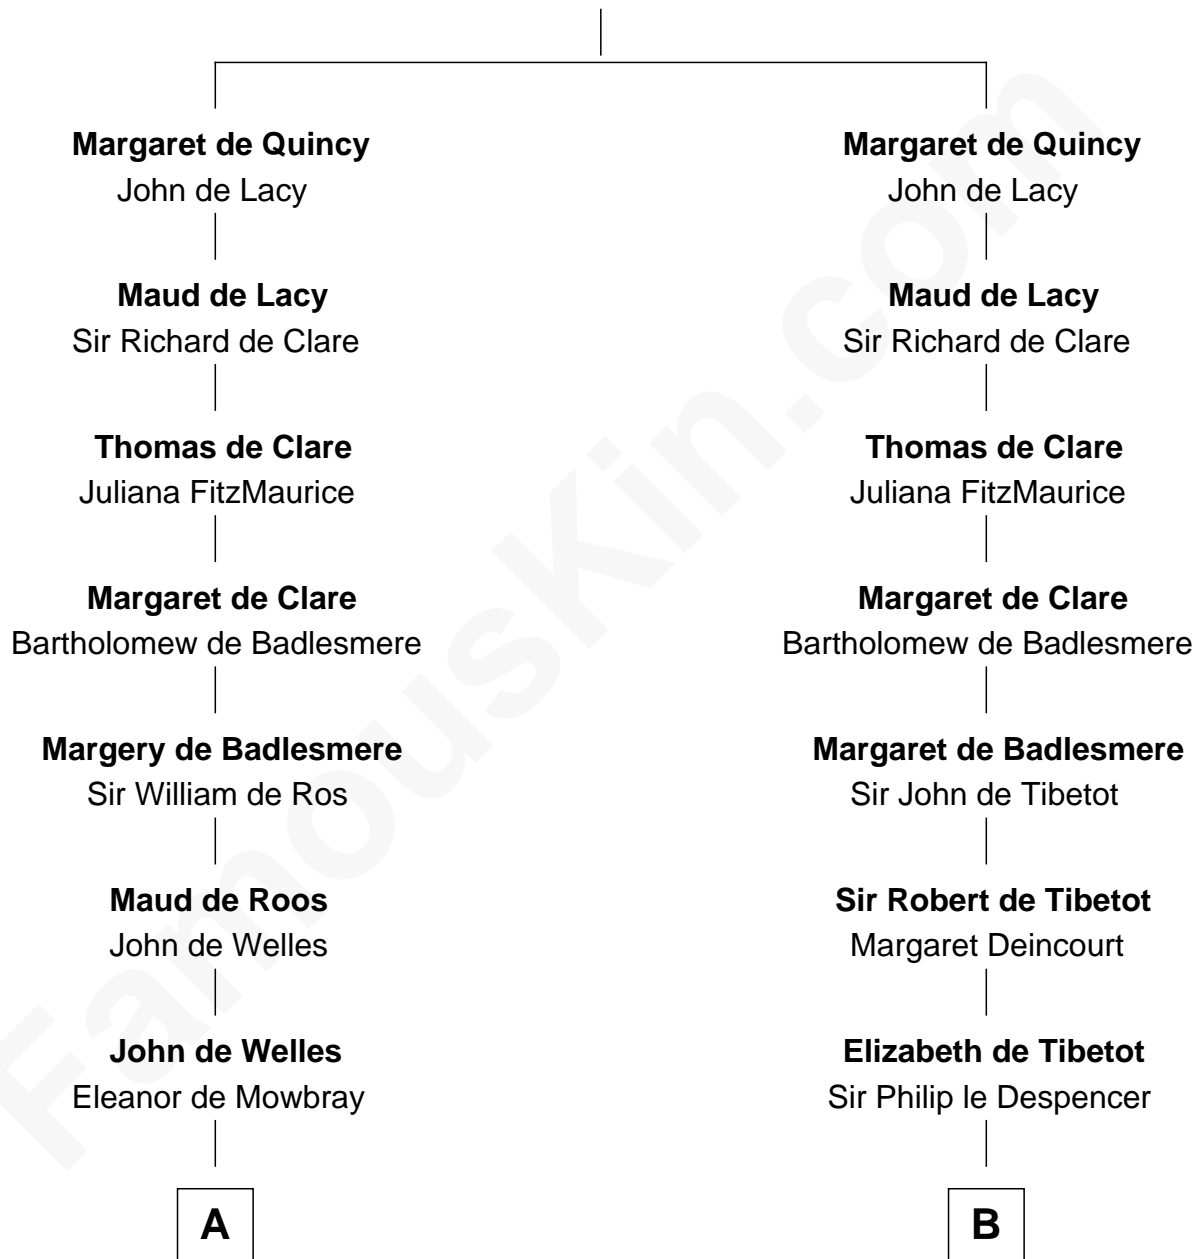 Margaret de Quincy
John de Lacy
Maud de Lacy
Sir Richard de Clare
Thomas de Clare
Juliana FitzMaurice
Margaret de Clare
Bartholomew de Badlesmere
Margery de Badlesmere
Sir William de Ros
Maud de Roos
John de Welles
John de Welles
Eleanor de Mowbray
A
Margaret de Quincy
John de Lacy
Maud de Lacy
Sir Richard de Clare
Thomas de Clare
Juliana FitzMaurice
Margaret de Clare
Bartholomew de Badlesmere
Margaret de Badlesmere
Sir John de Tibetot
Sir Robert de Tibetot
Margaret Deincourt
Elizabeth de Tibetot
Sir Philip le Despencer
B
FamousKin.com